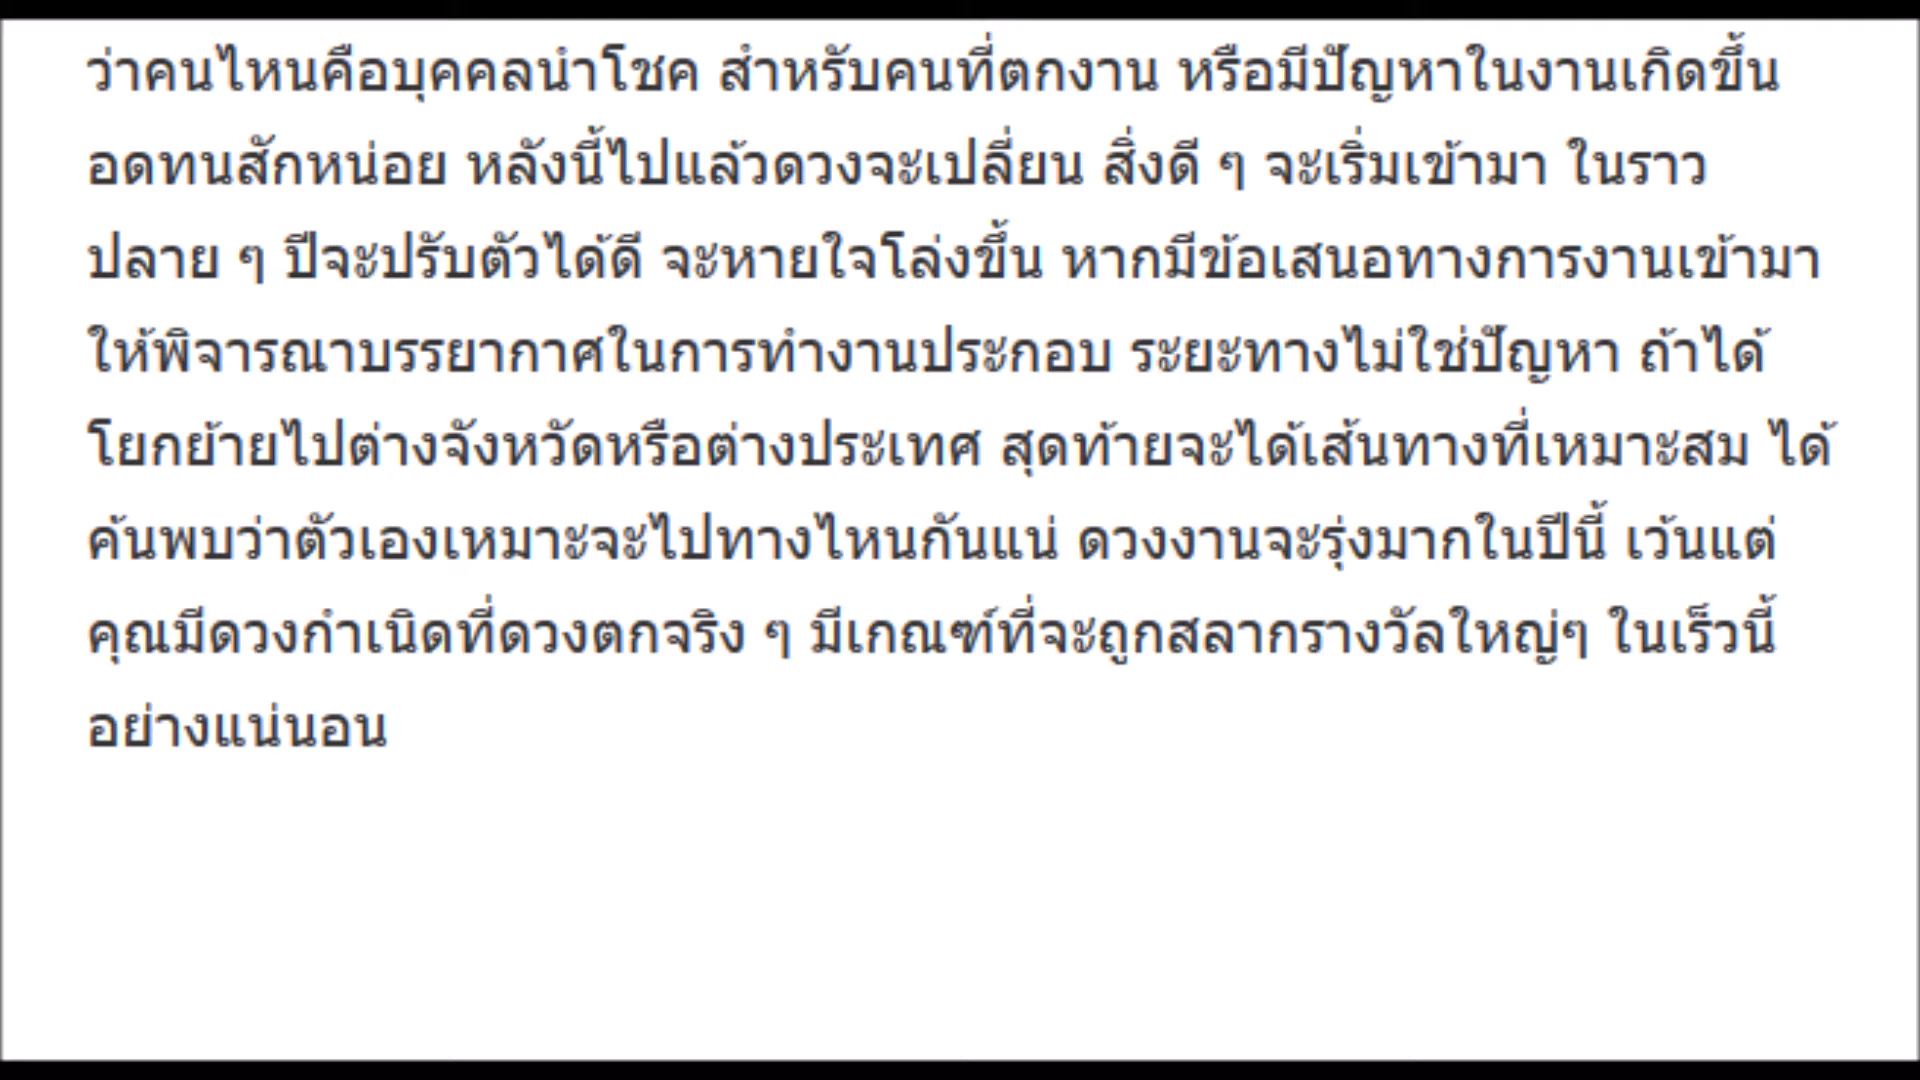 ว่าคนไหนคือบุคคลนำโชค สำหรับคนที่ตกงาน หรือมีปัญหาในงานเกิดขึ้น
อดทนสักหน่อย หลังนี้ไปแล้วดวงจะเปลี่ยน สิ่งดี ๆ จะเริ่มเข้ามา ในราว
ปลาย ๆ ปีจะปรับตัวได้ดี จะหายใจโล่งขึ้น หากมีข้อเสนอทางการงานเข้ามา
ให้พิจารณาบรรยากาศในการทำงานประกอบ ระยะทางไม่ใช่ปัญหา ถ้าได้
โยกย้ายไปต่างจังหวัดหรือต่างประเทศ สุดท้ายจะได้เส้นทางที่เหมาะสม ได้
ค้นพบว่าตัวเองเหมาะจะไปทางไหนกันแน่ ดวงงานจะรุ่งมากในปีนี้ เว้นแต่
คุณมีดวงกำเนิดที่ดวงตกจริง ๆ มีเกณฑ์ที่จะถูกสลากรางวัลใหญ่ๆ ในเร็วนี้
อย่างแน่นอน